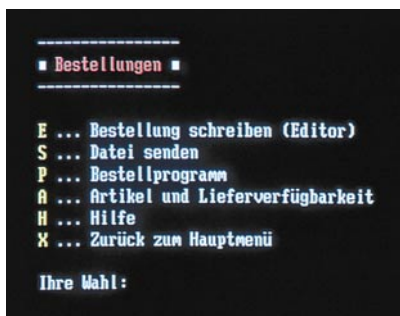 ----------------
■ Bestellungen ■
----------------
E ... Bestellung schreiben (Editor)
S ... Datei senden
P ... Bestellprogramm
A ... Artikel und Lieferverfügbarkeit
H ... Hilfe
X ... Zurück zum Hauptmenü
Ihre Wahl: